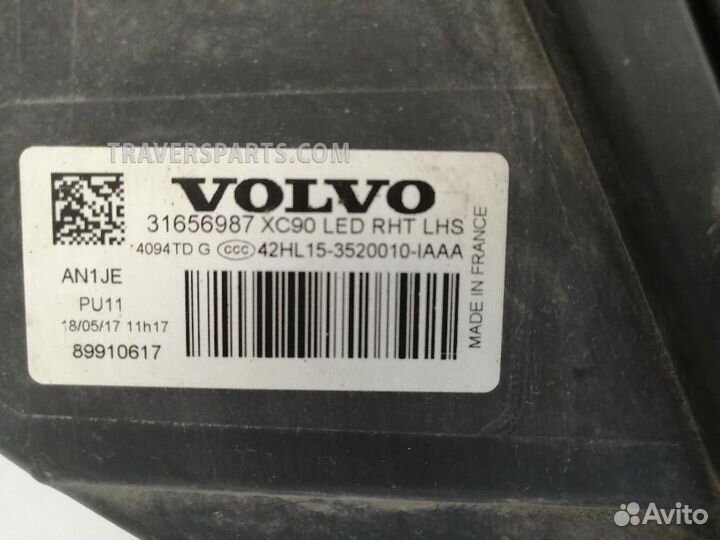 TRAVERSPARTS.COM
VOLVO
31656987 XC90 LED RHT LHS
4094TD G CCC 42HL15-3520010-IAAA
AN1JE
PU11
18/05/17 11h17
89910617
MADE IN FRANCE
Avito